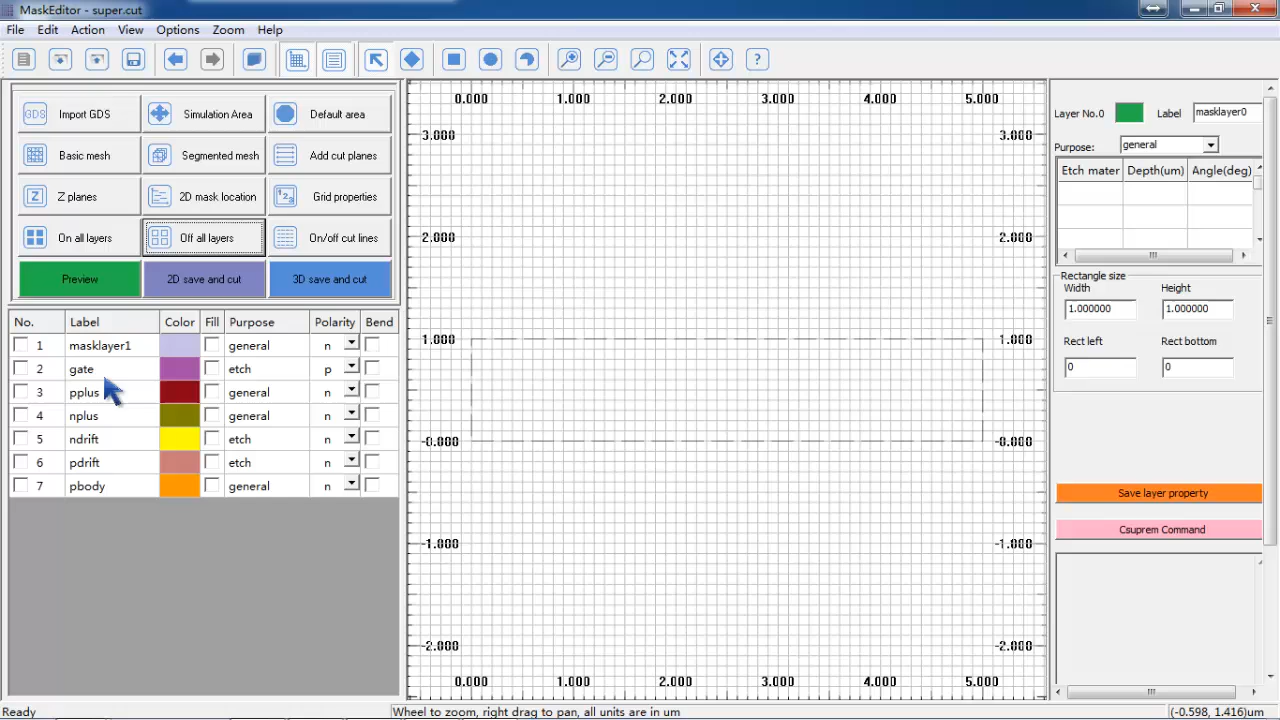 MaskEditor - super.cut
File Edit Action View Options Zoom Help
GDS Import GDS Simulation Area Default area
Basic mesh Segmented mesh Add cut planes
Z Z planes 2D mask location 123 Grid properties
On all layers Off all layers On/off cut lines
Preview 2D save and cut 3D save and cut
No. Label Color Fill Purpose Polarity Bend
1 masklayer1 general n
2 gate etch p
3 pplus general n
4 nplus general n
5 ndrift etch n
6 pdrift etch n
7 pbody general n
0.000 1.000 2.000 3.000 4.000 5.000
3.000 3.000
2.000 2.000
1.000 1.000
-0.000 -0.000
-1.000 -1.000
-2.000 -2.000
0.000 1.000 2.000 3.000 4.000 5.000
Layer No.0 Label masklayer0
Purpose: general
Etch mater Depth(um) Angle(deg)
Rectangle size
Width Height
1.000000 1.000000
Rect left Rect bottom
0 0
Save layer property
Csuprem Command
Ready Wheel to zoom, right drag to pan, all units are in um (-0.598, 1.416)um